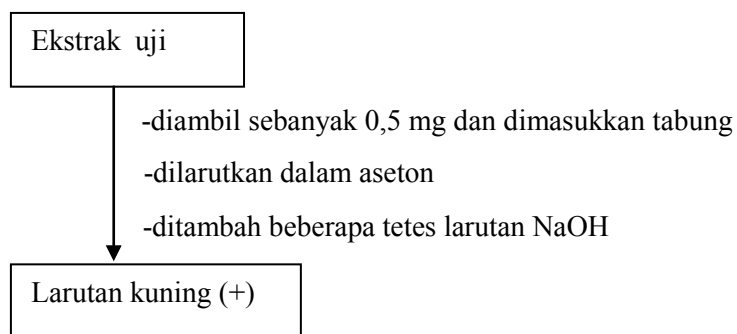 Ekstrak uji
-diambil sebanyak 0,5 mg dan dimasukkan tabung
-dilarutkan dalam aseton
-ditambah beberapa tetes larutan NaOH
Larutan kuning (+)